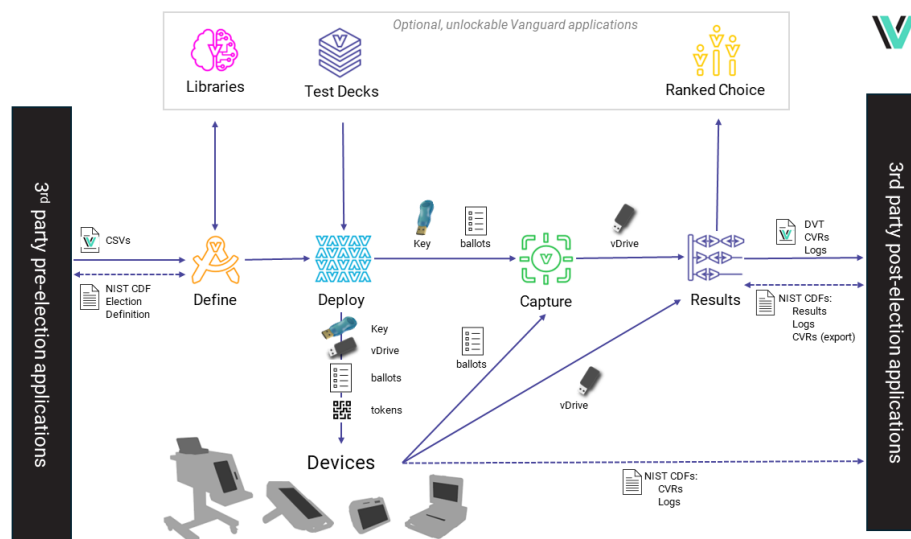 Optional, unlockable Vanguard applications
Libraries
Test Decks
Ranked Choice
3rd party pre-election applications
CSVs
NIST CDF
Election
Definition
Define
Deploy
Key
ballots
Capture
vDrive
Results
DVT
CVRs
Logs
NIST CDFs:
Results
Logs
CVRs (export)
3rd party post-election applications
Key
vDrive
ballots
tokens
ballots
vDrive
Devices
NIST CDFs:
CVRs
Logs